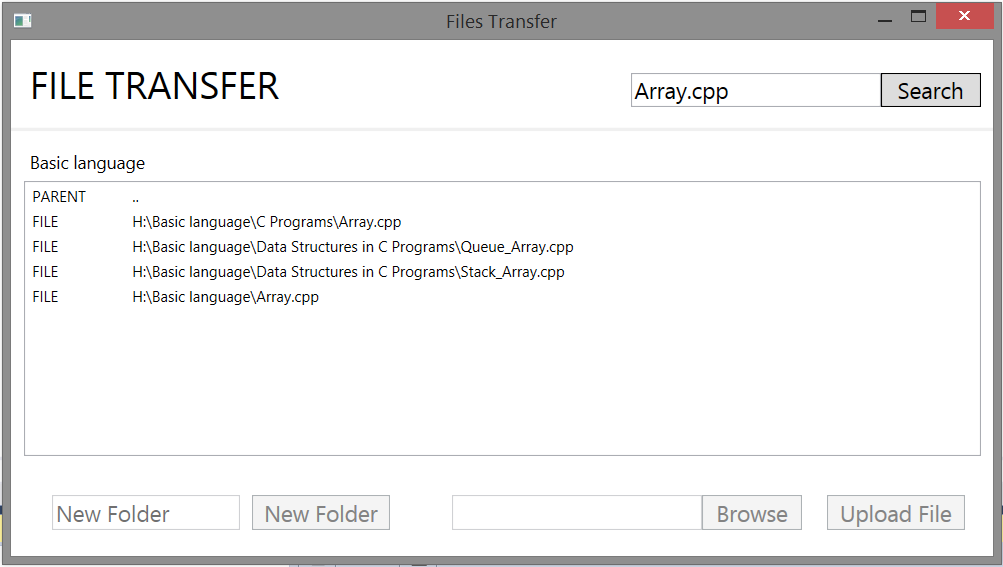 Files Transfer
FILE TRANSFER
Array.cpp Search
Basic language
PARENT ..
FILE H:\Basic language\C Programs\Array.cpp
FILE H:\Basic language\Data Structures in C Programs\Queue_Array.cpp
FILE H:\Basic language\Data Structures in C Programs\Stack_Array.cpp
FILE H:\Basic language\Array.cpp
New Folder New Folder Browse Upload File